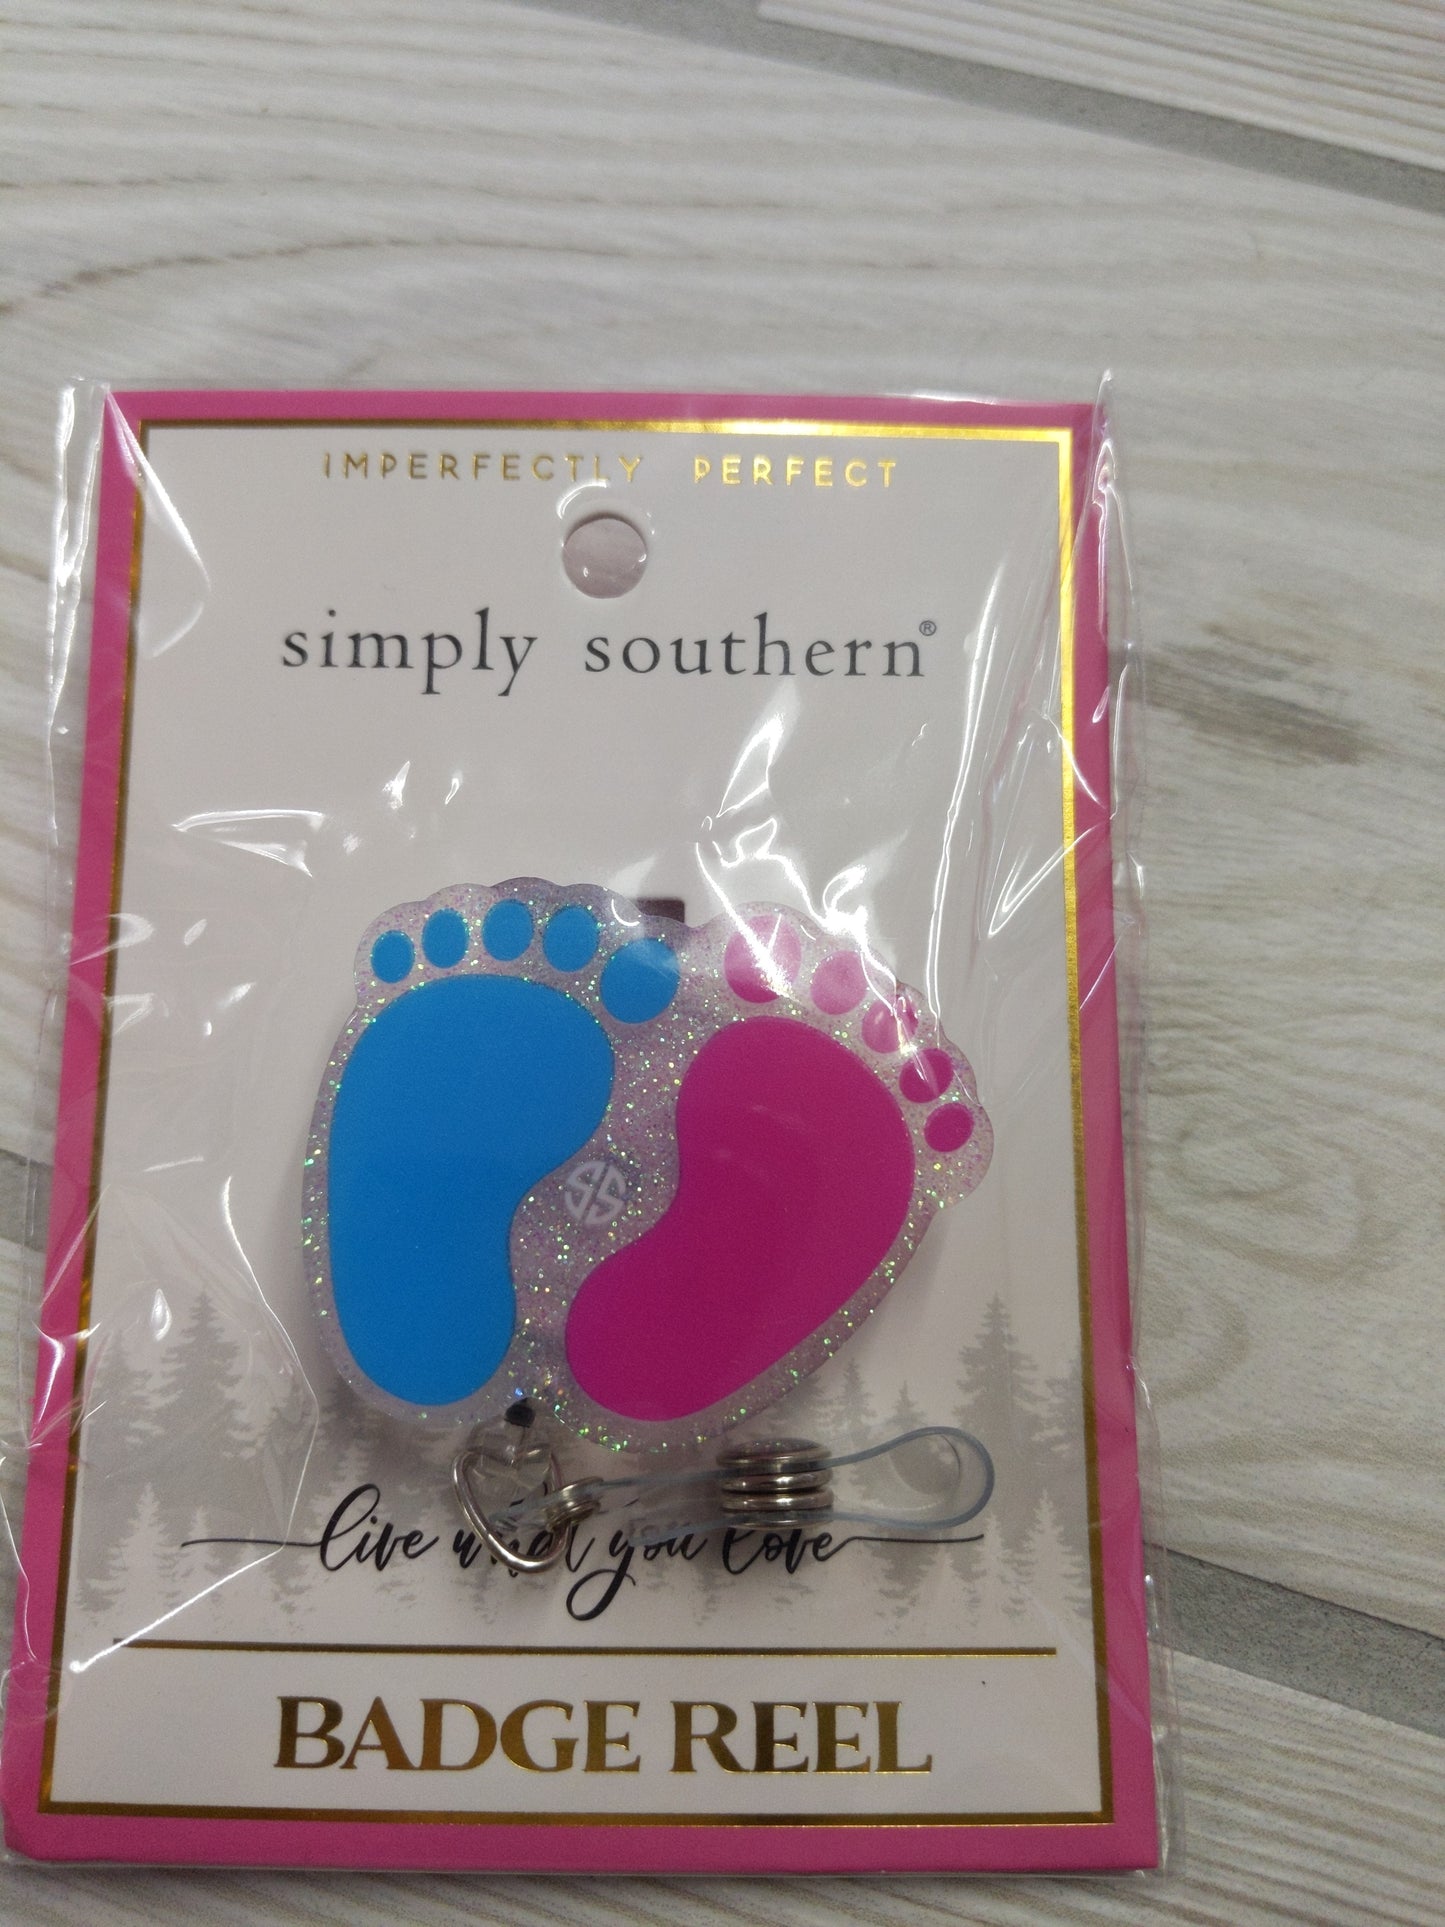 IMPERFECTLY PERFECT
simply southern®
SS
live what you love
BADGE REEL